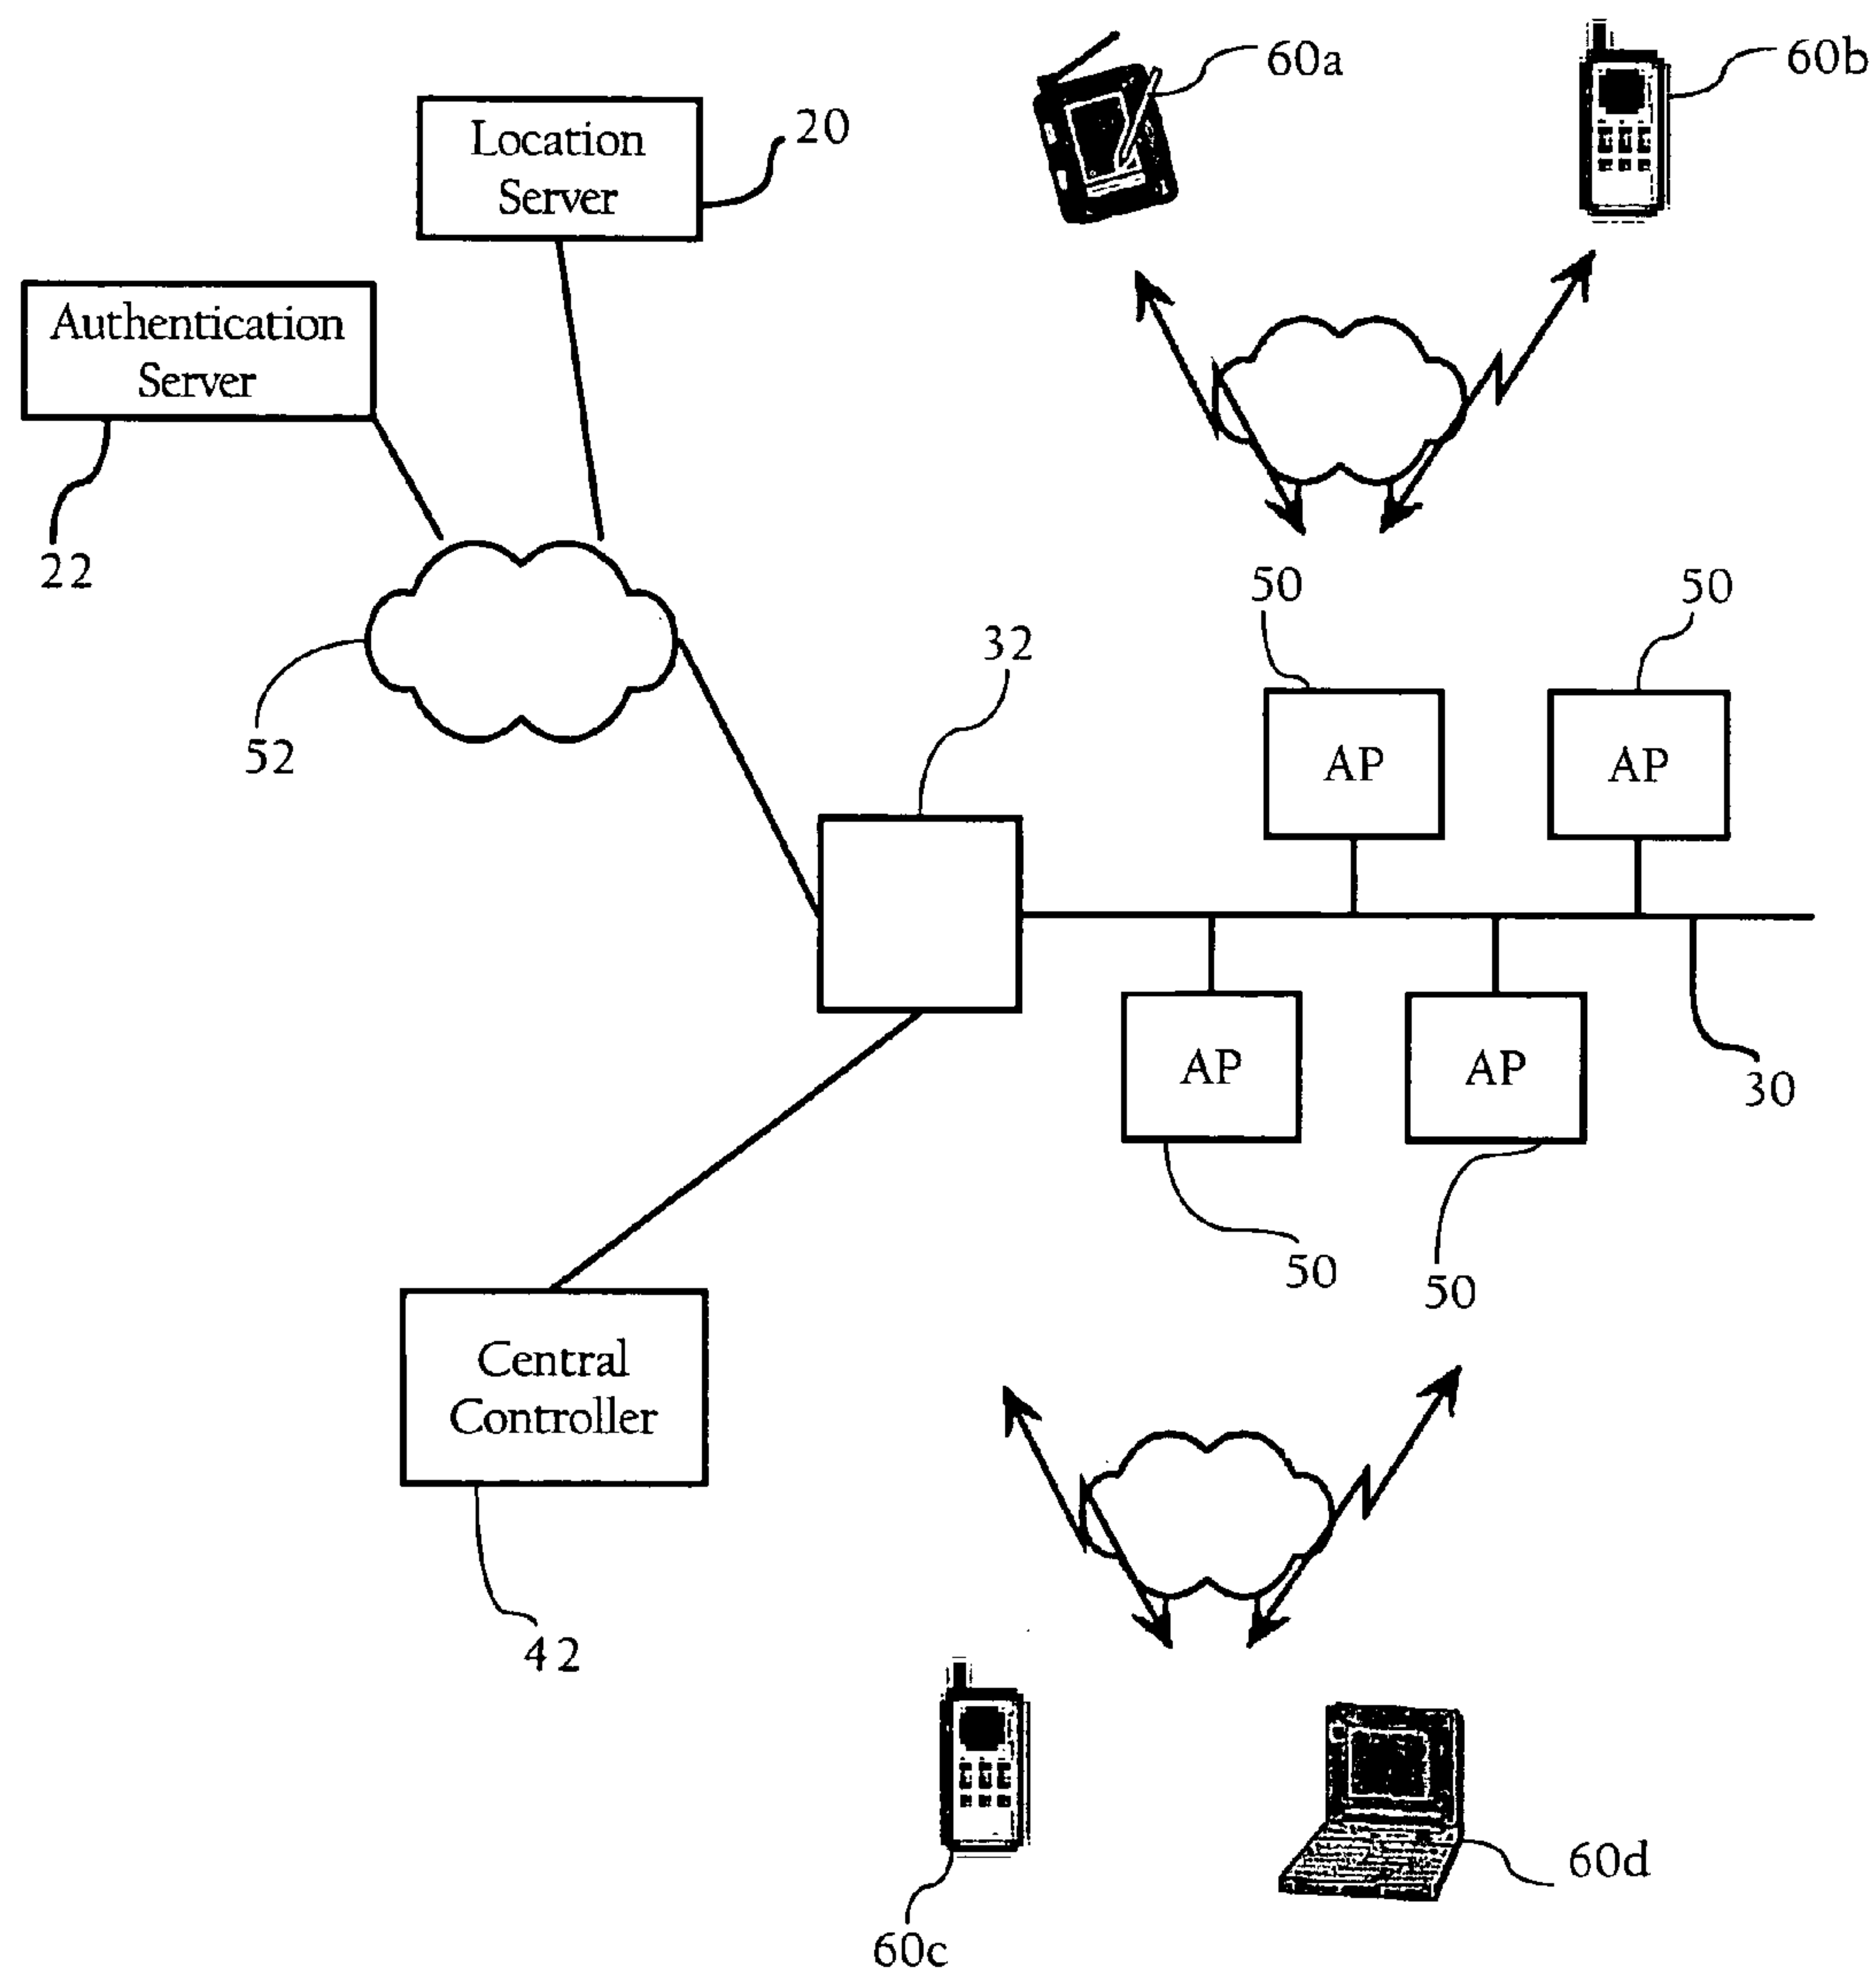 60a
60b
Location
Server
20
Authentication
Server
22
50
50
32
52
AP
AP
AP
AP
30
50
50
Central
Controller
42
60d
60c